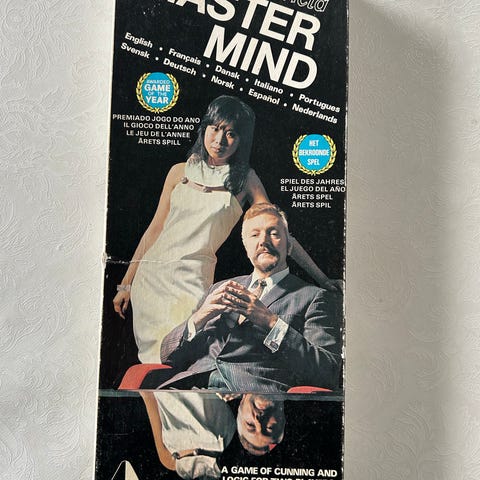 MASTER
MIND
English • Français • Dansk • Italiano • Portugues
Svensk • Deutsch • Norsk • Español • Nederlands
AWARDED
GAME
OF THE
YEAR
PREMIADO JOGO DO ANO
IL GIOCO DELL'ANNO
LE JEU DE L'ANNEE
ÅRETS SPILL
HET
BEKROONDE
SPEL
SPIEL DES JAHRES
EL JUEGO DEL AÑO
ÅRETS SPEL
ÅRETS SPIL
A GAME OF CUNNING AND
LOGIC FOR TWO PLAYERS